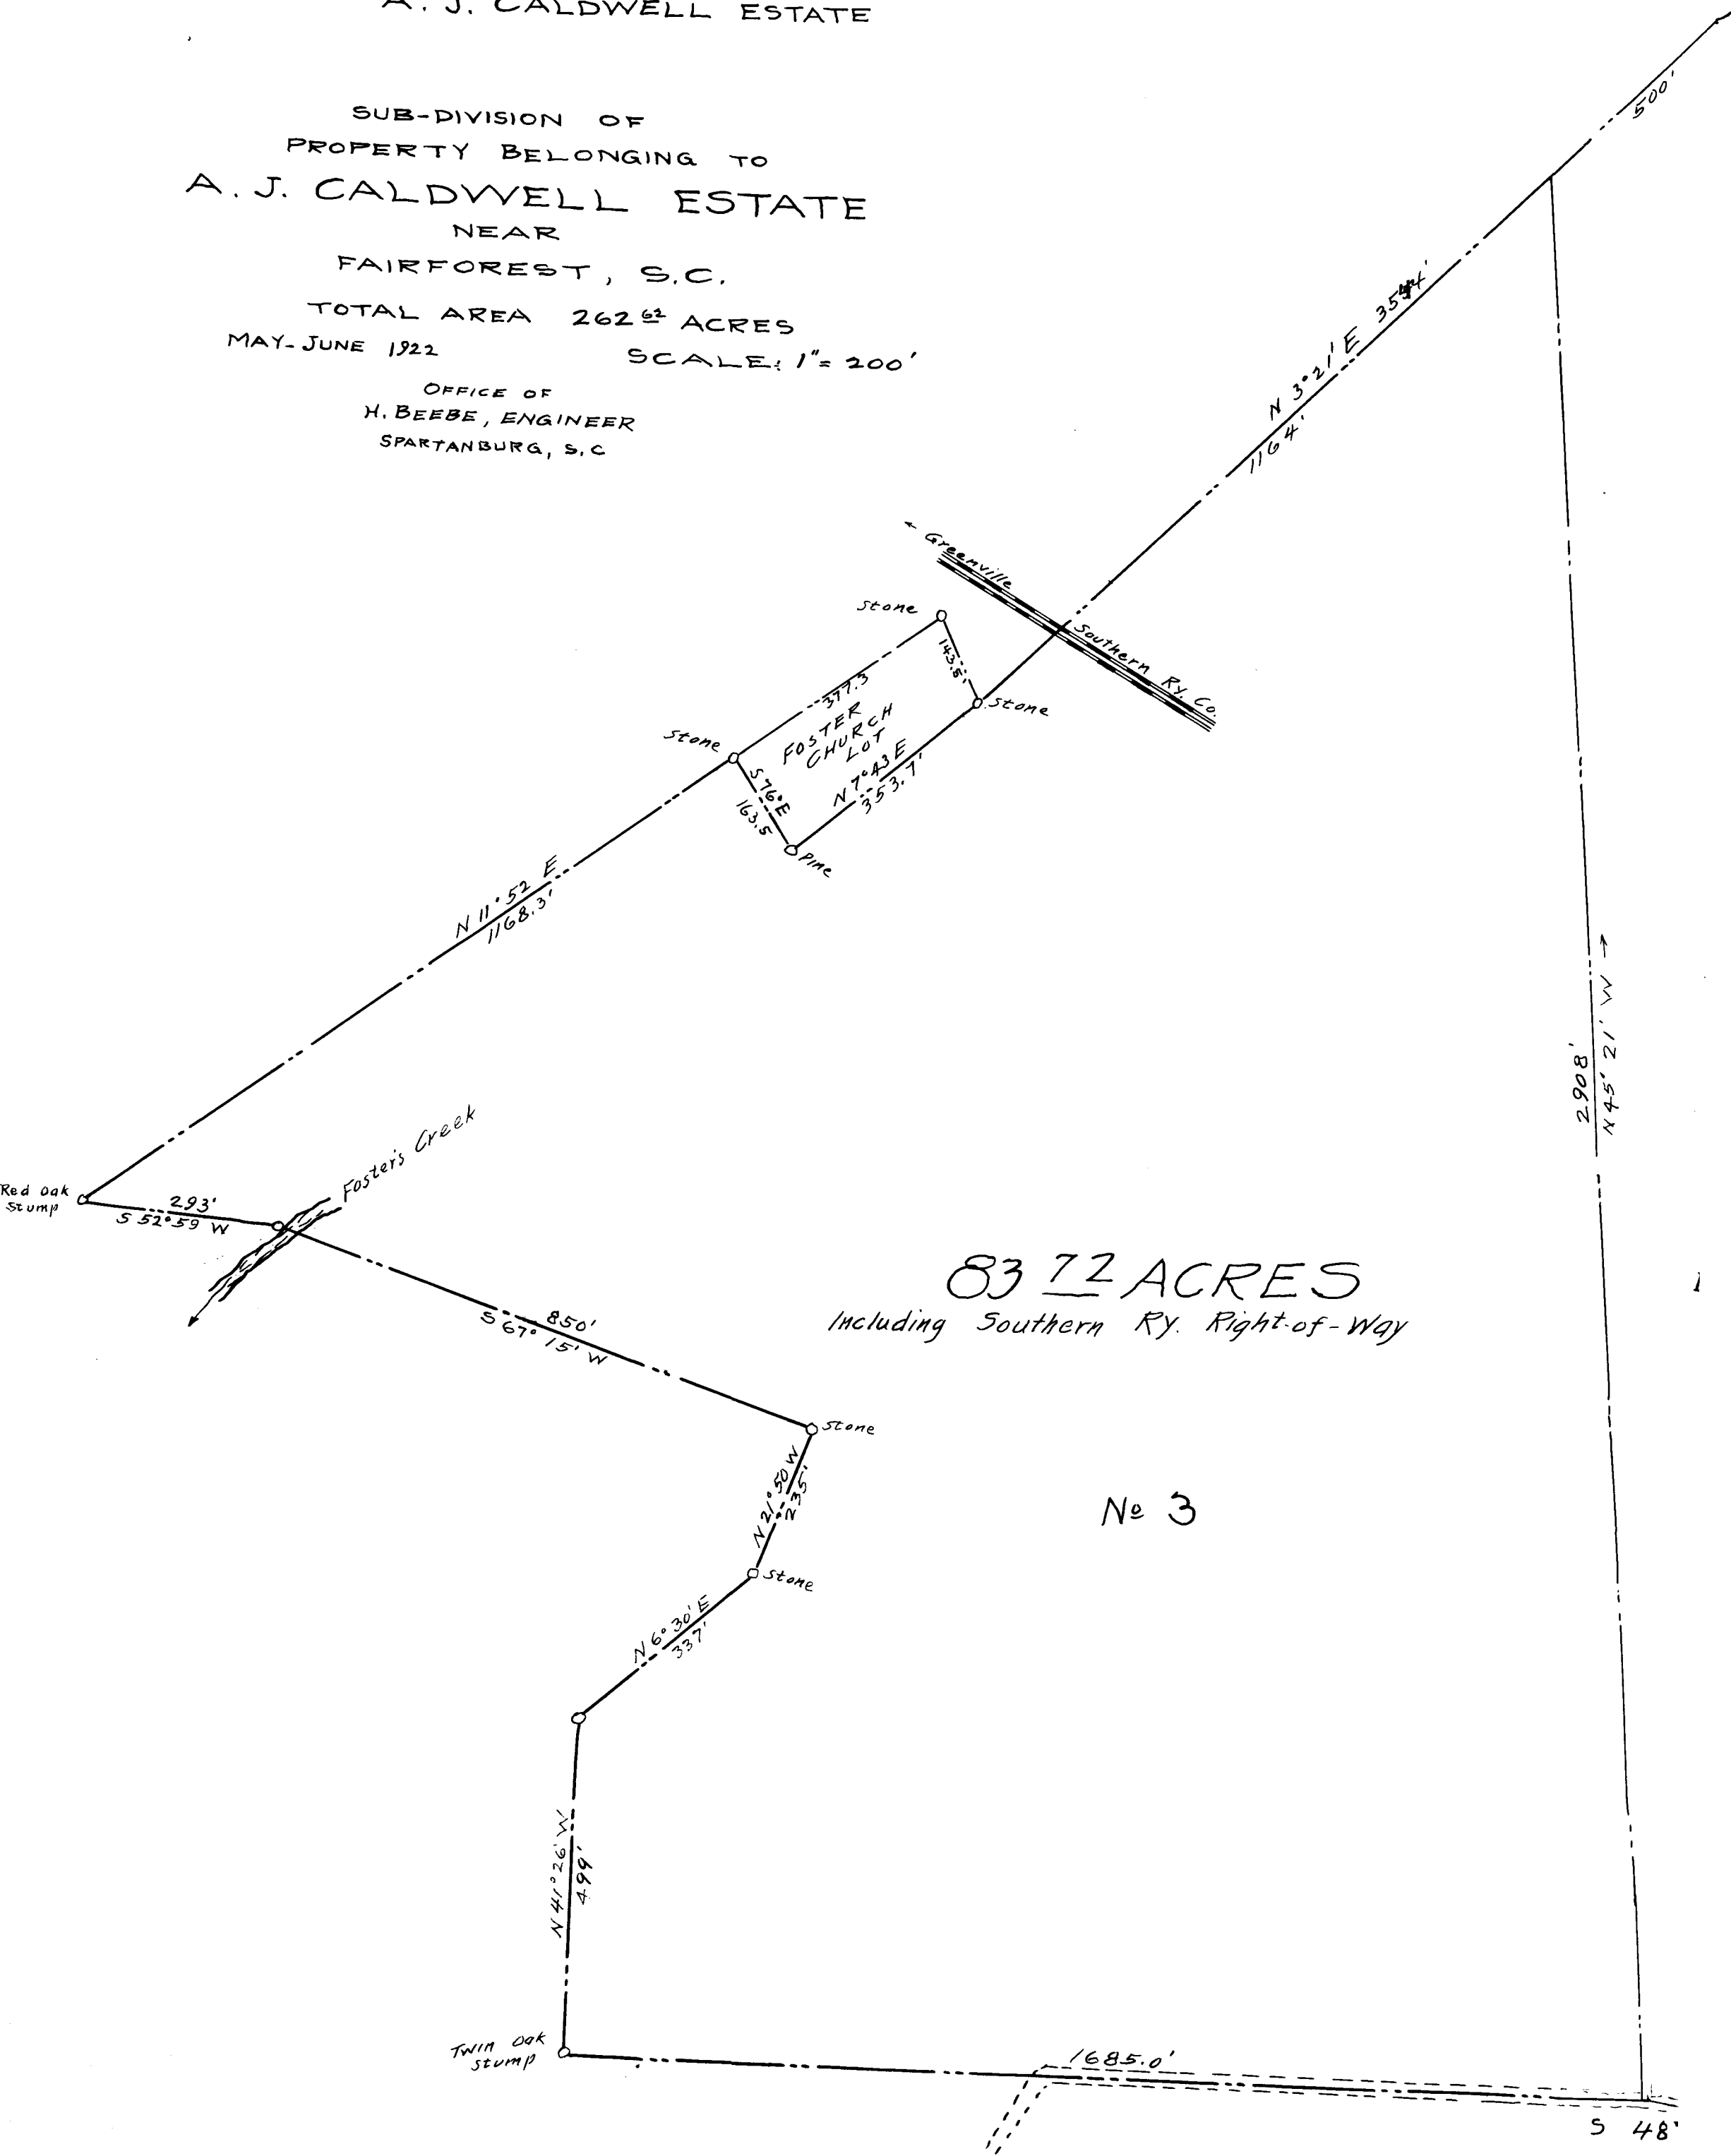 A. J. CALDWELL ESTATE
SUB-DIVISION OF
PROPERTY BELONGING TO
A. J. CALDWELL ESTATE
NEAR
FAIRFOREST, S.C.
TOTAL AREA 262 62 ACRES
MAY-JUNE 1922 SCALE: 1"= 200'
OFFICE OF
H. BEEBE, ENGINEER
SPARTANBURG, S.C
500'
N 3°21' E
1164'
← Greenville
Southern Ry. Co.
Stone
143.5'
Stone
377.3
Stone
FOSTER
CHURCH
LOT
S 76° E
163.5
N 7°43 E
353.7'
Pine
N 11°52 E
1168.3'
2908'
N 45° 21' W →
Foster's Creek
Red Oak
Stump
293'
S 52°59 W
850'
S 67° 15' W
83 72 ACRES
Including Southern Ry. Right-of-Way
Stone
N 21°50 W
235'
Stone
No 3
N 6°30' E
337'
N 41°26' W
499'
Twin Oak
Stump
1685.0'
S 48°